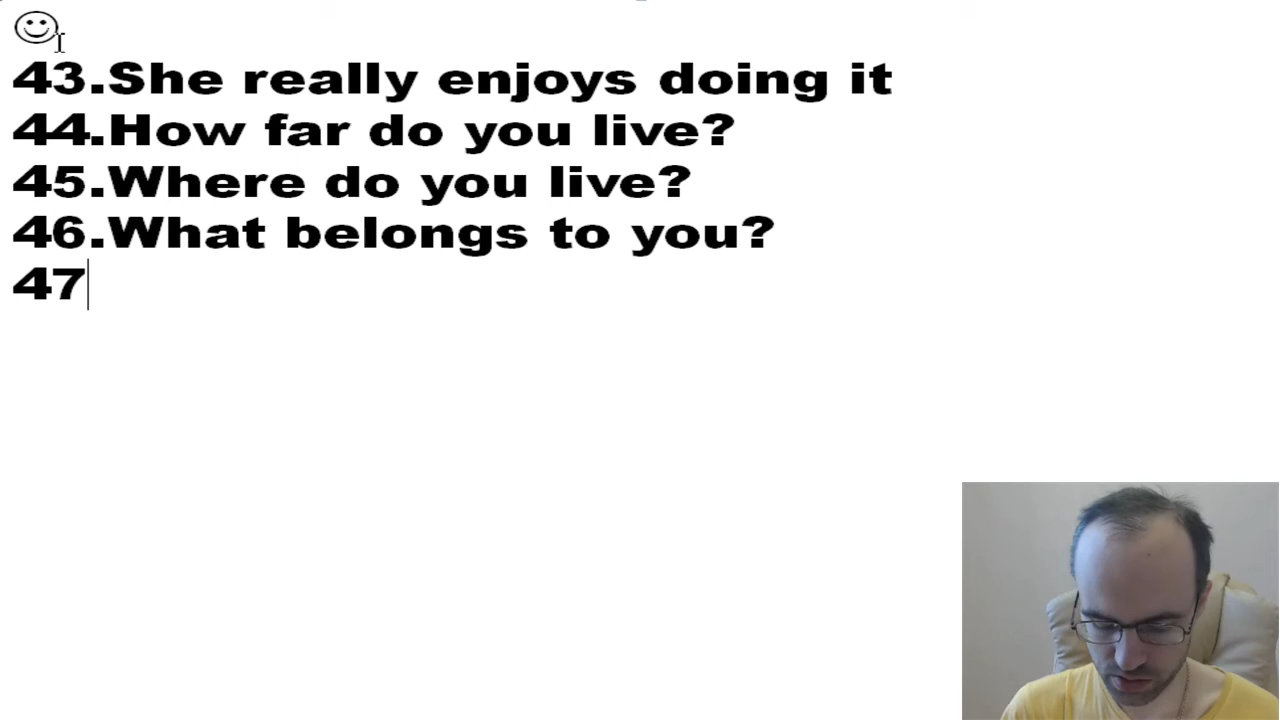 43.She really enjoys doing it
44.How far do you live?
45.Where do you live?
46.What belongs to you?
47